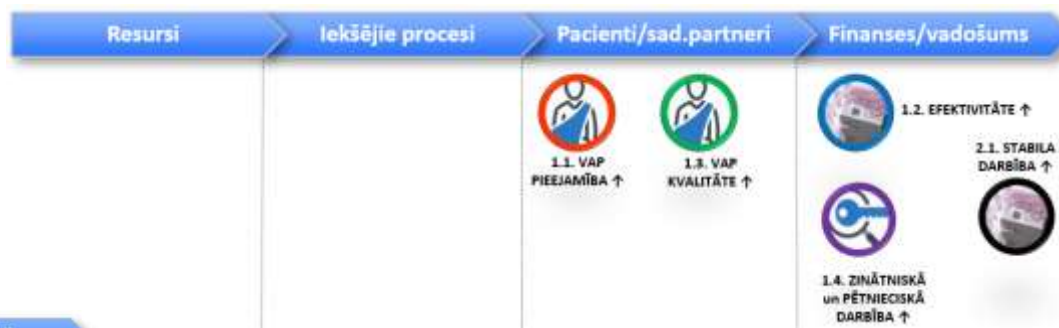 Resursi
Iekšējie procesi
Pacienti/sad.partneri
Finanses/vadošums
1.1. VAP
PIEEJAMĪBA ↑
1.3. VAP
KVALITĀTE ↑
1.2. EFEKTIVITĀTE ↑
2.1. STABILA
DARBĪBA ↑
1.4. ZINĀTNISKĀ
un PĒTNIECISKĀ
DARBĪBA ↑